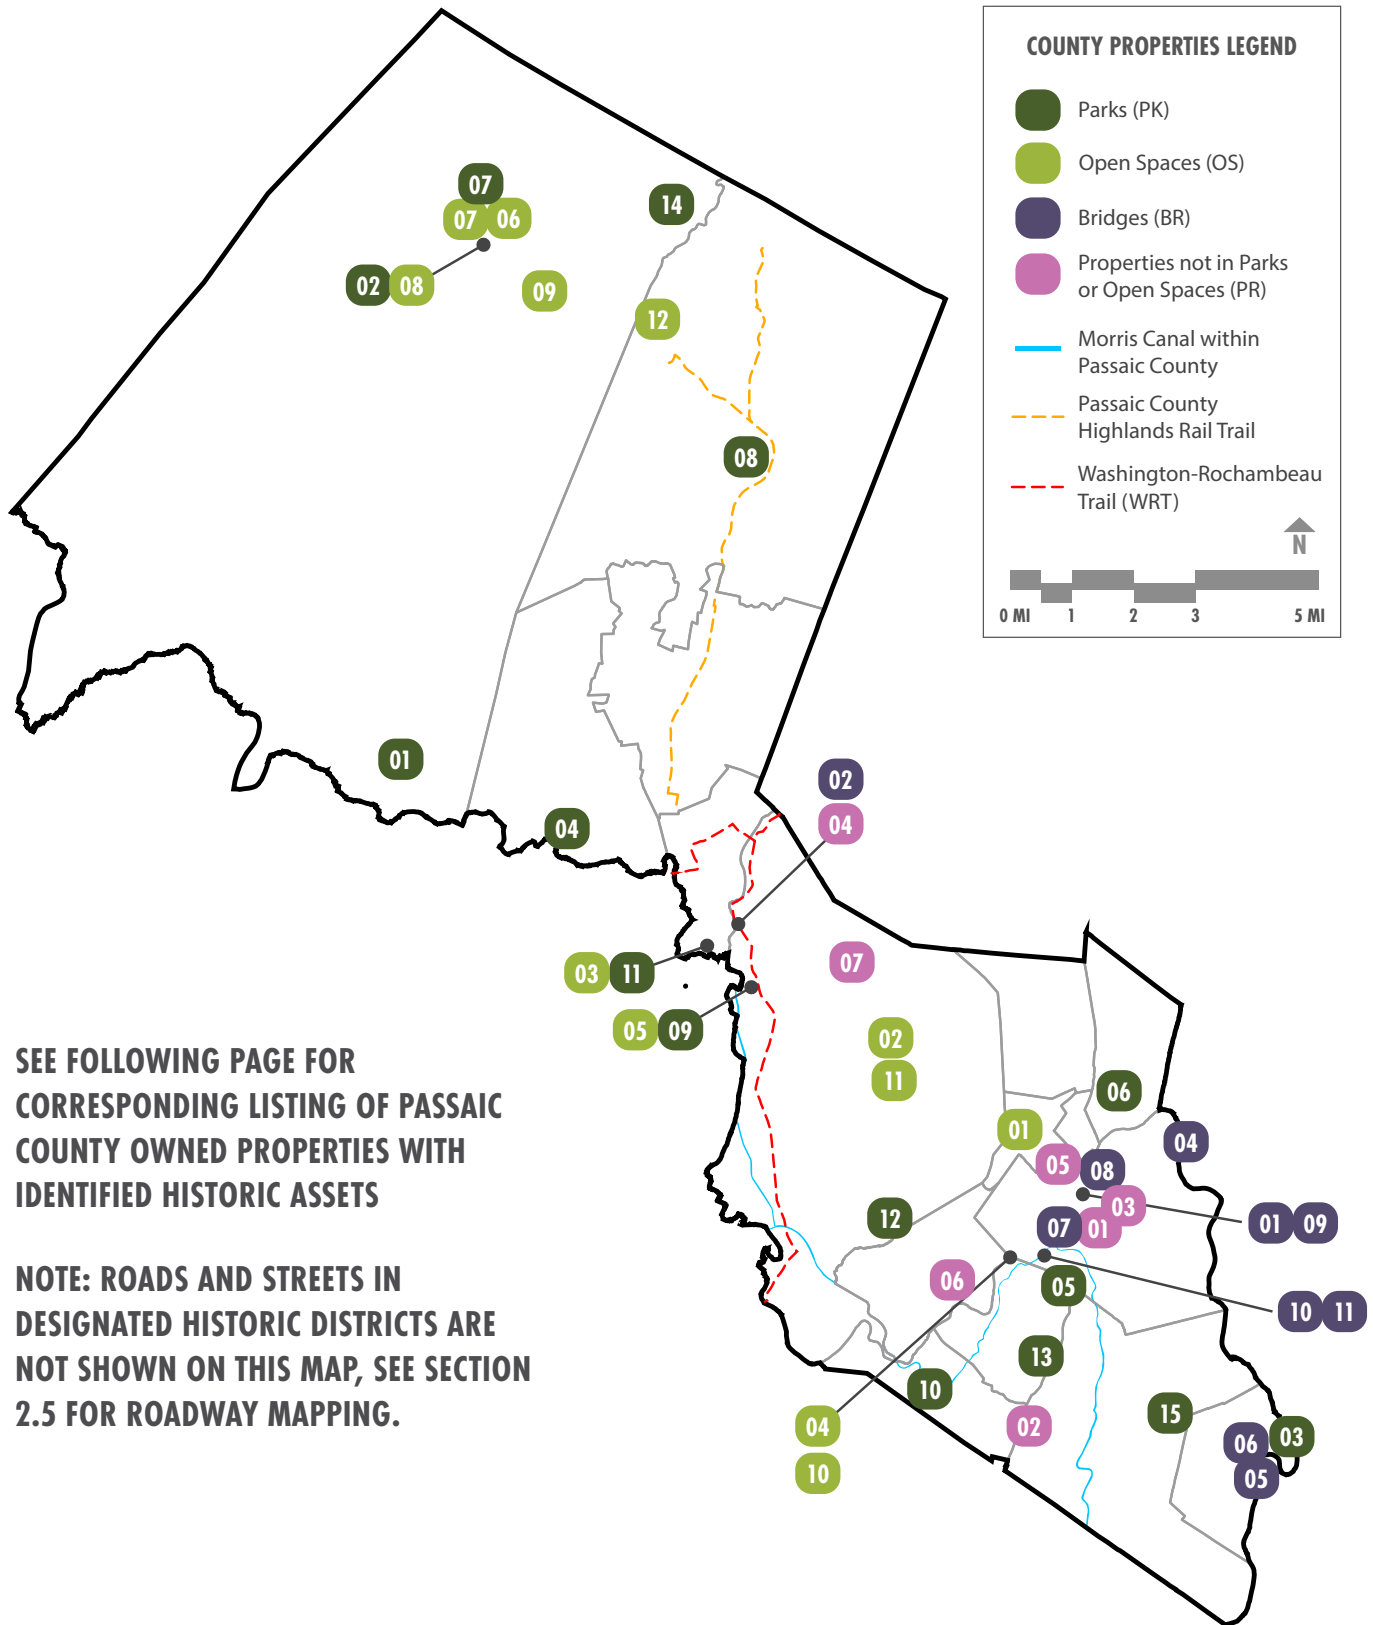 COUNTY PROPERTIES LEGEND
Parks (PK)
Open Spaces (OS)
Bridges (BR)
Properties not in Parks
or Open Spaces (PR)
Morris Canal within
Passaic County
Passaic County
Highlands Rail Trail
Washington-Rochambeau
Trail (WRT)
N
0 MI 1 2 3 5 MI
07
07 06
14
02 08
09
12
08
01
04
02
04
03 11
05 09
07
02
11
06
01
04
05 08
03
12
07 01
01 09
06
05
10 11
13
10
15
02
04
10
06 03
05
SEE FOLLOWING PAGE FOR
CORRESPONDING LISTING OF PASSAIC
COUNTY OWNED PROPERTIES WITH
IDENTIFIED HISTORIC ASSETS
NOTE: ROADS AND STREETS IN
DESIGNATED HISTORIC DISTRICTS ARE
NOT SHOWN ON THIS MAP, SEE SECTION
2.5 FOR ROADWAY MAPPING.